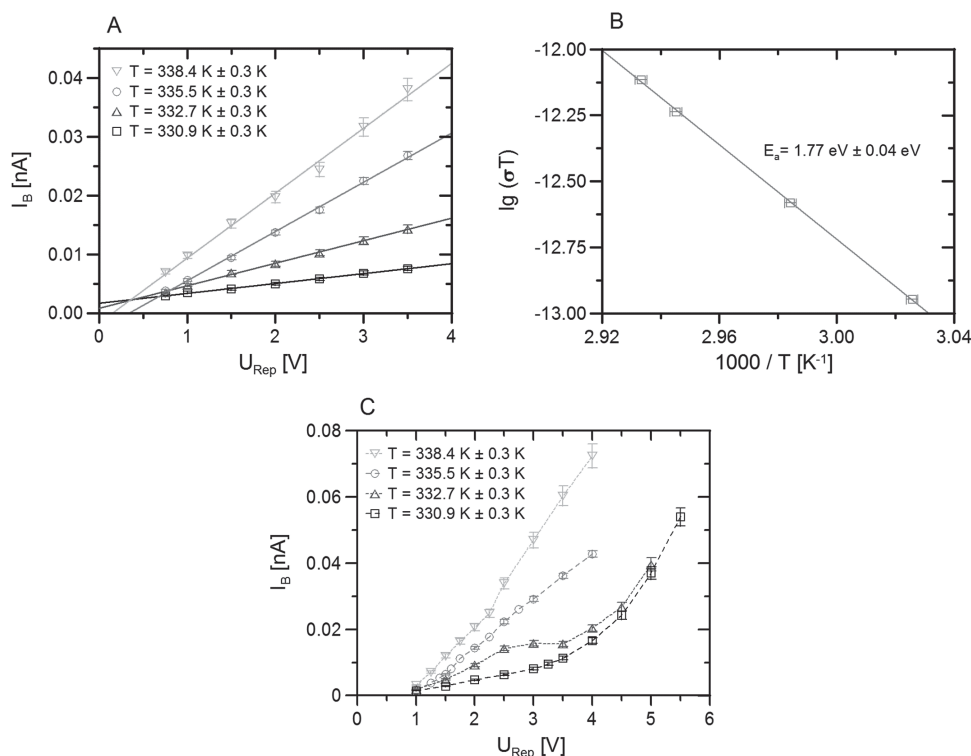 A
I_B [nA]
0.04
0.03
0.02
0.01
0.00
T = 338.4 K ± 0.3 K
T = 335.5 K ± 0.3 K
T = 332.7 K ± 0.3 K
T = 330.9 K ± 0.3 K
0 1 2 3 4
U_Rep [V]
B
lg (σT)
-12.00
-12.25
-12.50
-12.75
-13.00
E_a= 1.77 eV ± 0.04 eV
2.92 2.96 3.00 3.04
1000 / T [K⁻¹]
C
I_B [nA]
0.08
0.06
0.04
0.02
0
T = 338.4 K ± 0.3 K
T = 335.5 K ± 0.3 K
T = 332.7 K ± 0.3 K
T = 330.9 K ± 0.3 K
0 1 2 3 4 5 6
U_Rep [V]